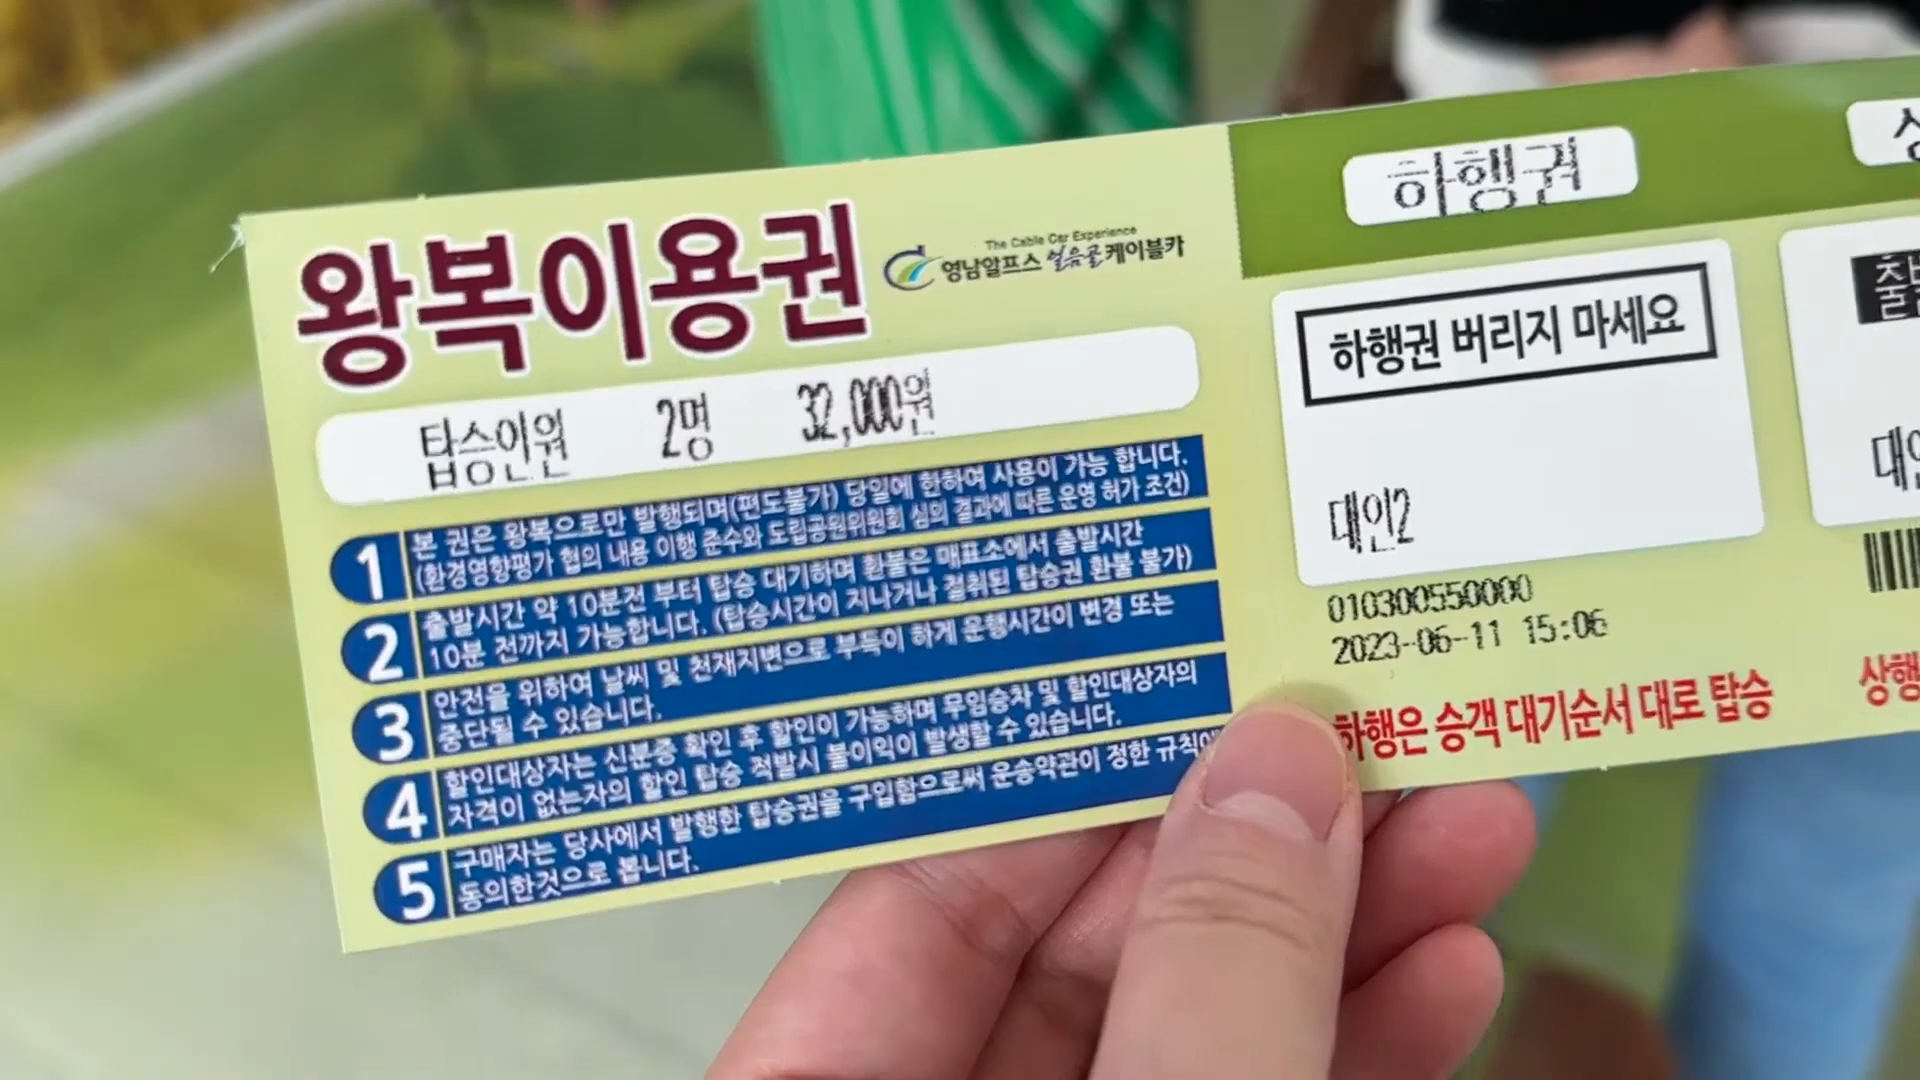 왕복이용권
The Cable Car Experience
영남알프스 얼음골케이블카
탑승인원 2명 32,000원
1 본 권은 왕복으로만 발행되며(편도불가) 당일에 한하여 사용이 가능 합니다.
(환경영향평가 협의 내용 이행 준수와 도립공원위원회 심의 결과에 따른 운영 허가 조건)
2 출발시간 약 10분전 부터 탑승 대기하며 환불은 매표소에서 출발시간
10분 전까지 가능합니다. (탑승시간이 지나거나 절취된 탑승권 환불 불가)
3 안전을 위하여 날씨 및 천재지변으로 부득이 하게 운행시간이 변경 또는
중단될 수 있습니다.
4 할인대상자는 신분증 확인 후 할인이 가능하며 무임승차 및 할인대상자의
자격이 없는자의 할인 탑승 적발시 불이익이 발생할 수 있습니다.
5 구매자는 당사에서 발행한 탑승권을 구입함으로써 운송약관이 정한 규칙에
동의한것으로 봅니다.
하행권
하행권 버리지 마세요
대인2
010300550000
2023-06-11 15:06
하행은 승객 대기순서 대로 탑승
상행